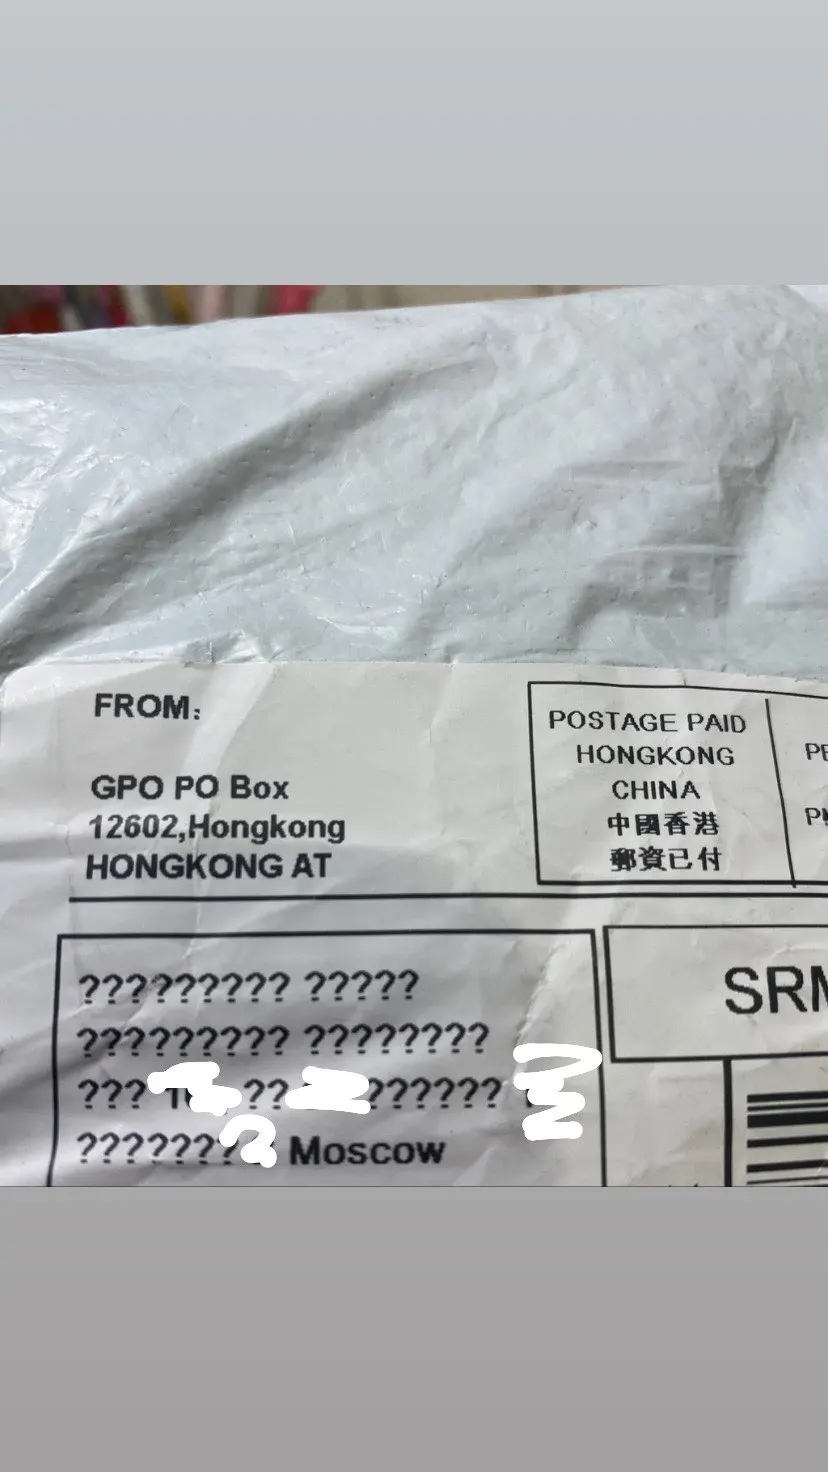 FROM:
GPO PO Box
12602,Hongkong
HONGKONG AT
POSTAGE PAID
HONGKONG
CHINA
中國香港
郵資已付
????????? ?????
????????? ????????
??? ?? ??????
??????? Moscow